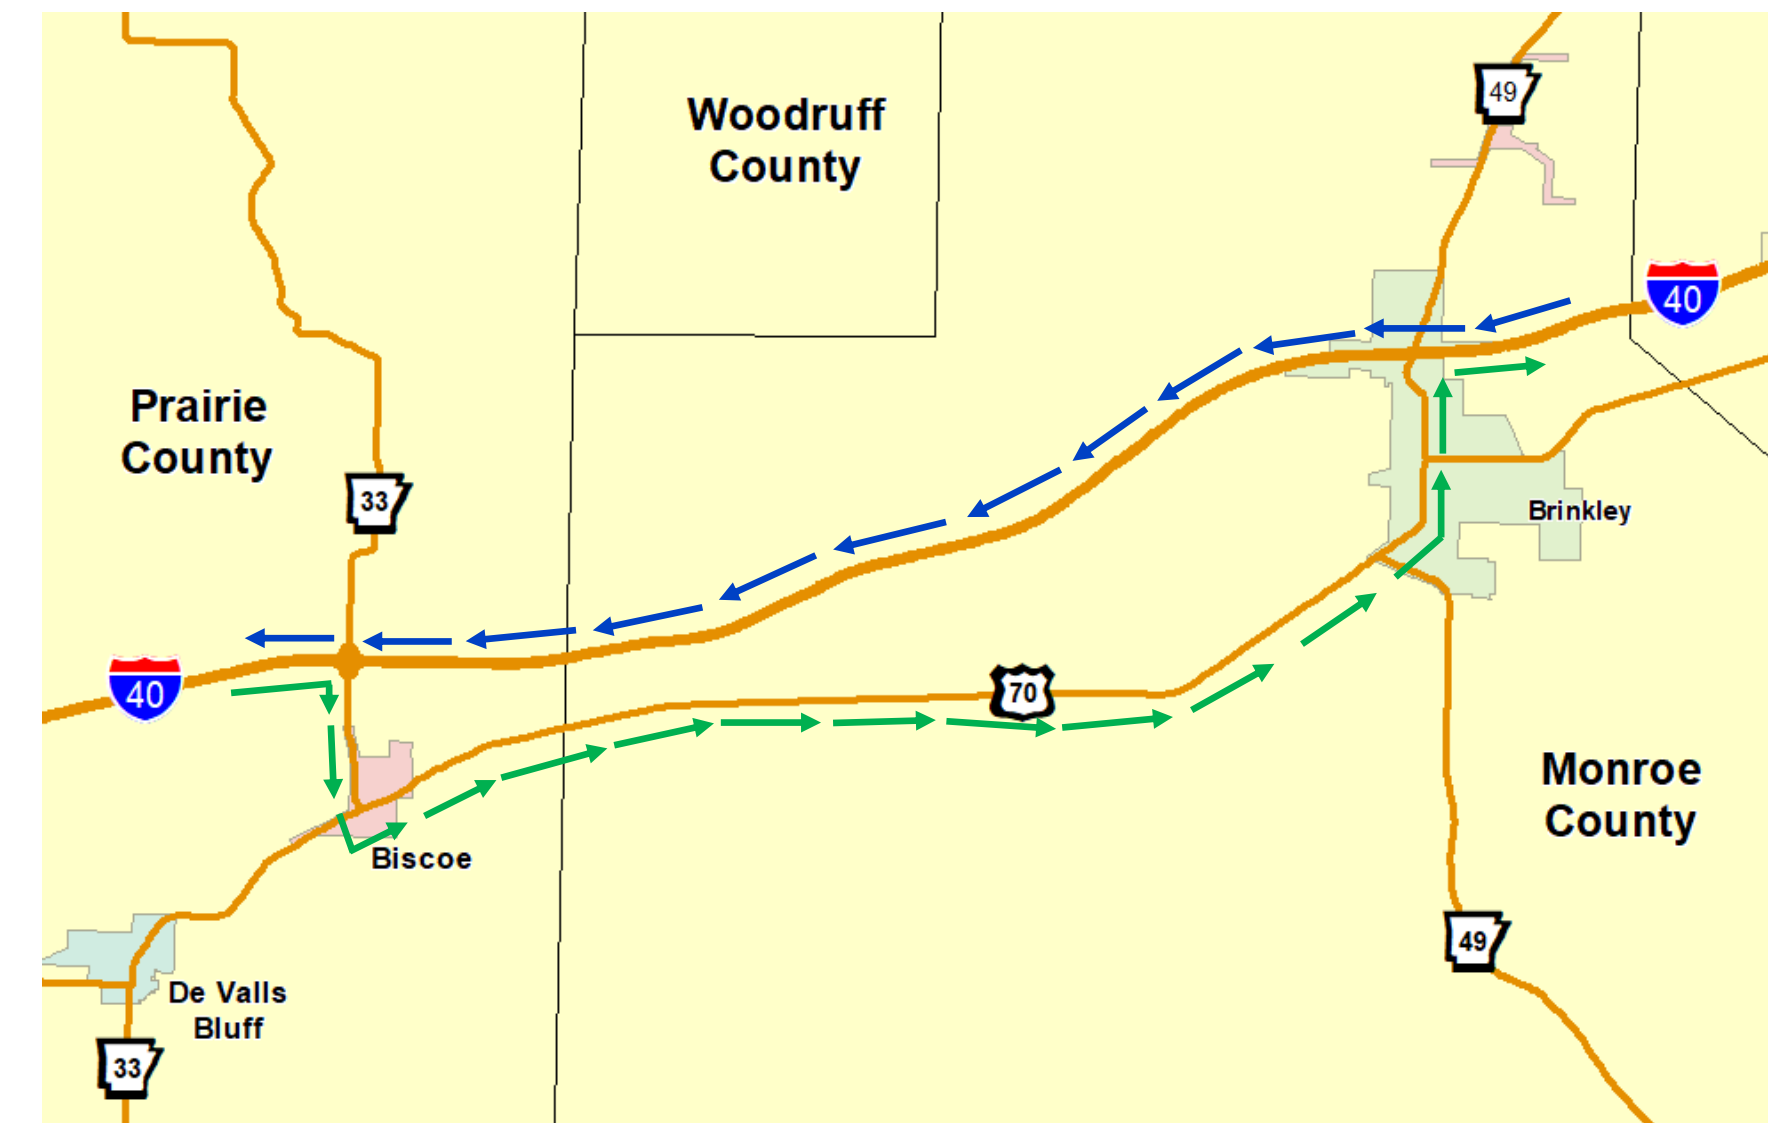 49
Woodruff
County
40
Prairie
County
33
Brinkley
40
70
Monroe
County
Biscoe
49
De Valls
Bluff
33